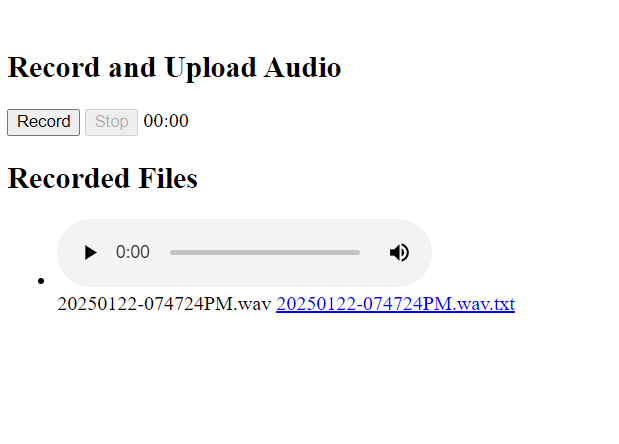 Record and Upload Audio
Record Stop 00:00
Recorded Files
0:00
20250122-074724PM.wav 20250122-074724PM.wav.txt